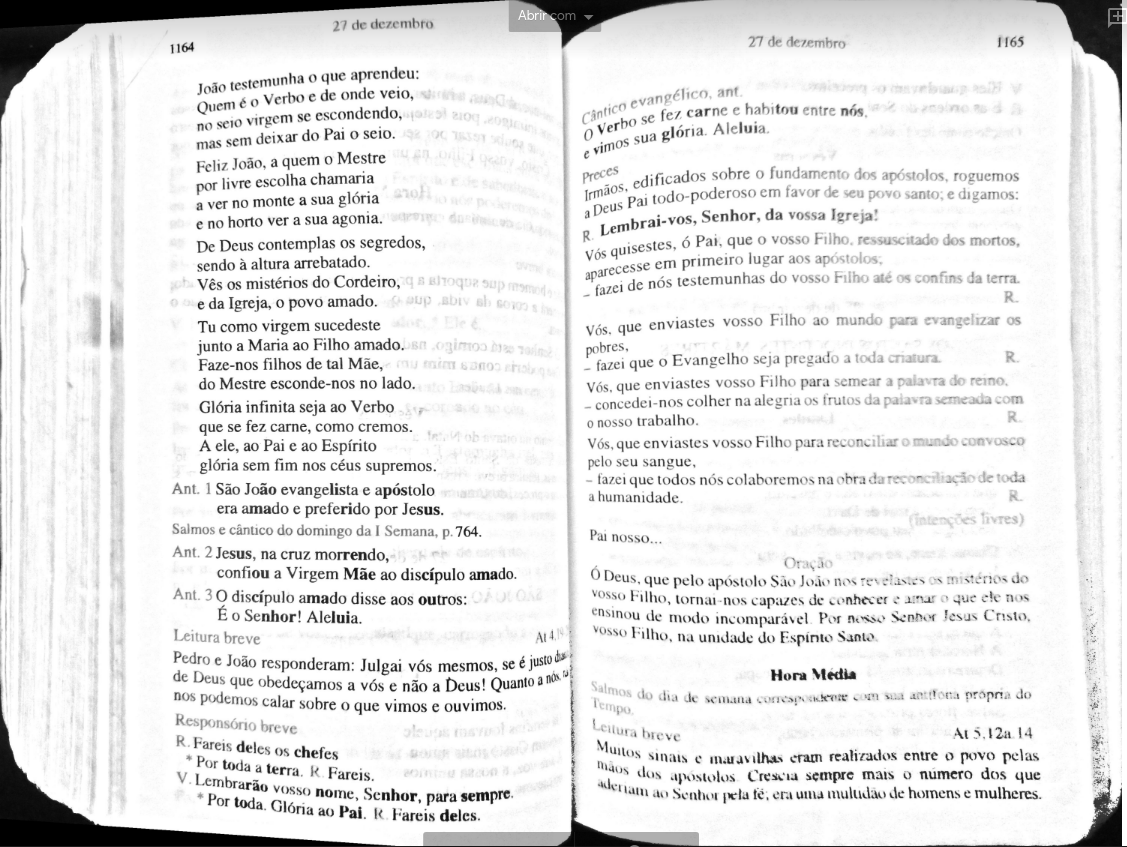 Abrir com
27 de dezembro
1164
João testemunha o que aprendeu:
Quem é o Verbo e de onde veio,
no seio virgem se escondendo,
mas sem deixar do Pai o seio.
Feliz João, a quem o Mestre
por livre escolha chamaria
a ver no monte a sua glória
e no horto ver a sua agonia.
De Deus contemplas os segredos,
sendo à altura arrebatado.
Vês os mistérios do Cordeiro,
e da Igreja, o povo amado.
Tu como virgem sucedeste
junto a Maria ao Filho amado.
Faze-nos filhos de tal Mãe,
do Mestre esconde-nos no lado.
Glória infinita seja ao Verbo
que se fez carne, como cremos.
A ele, ao Pai e ao Espírito
glória sem fim nos céus supremos.
Ant. 1 São João evangelista e apóstolo
era amado e preferido por Jesus.
Salmos e cântico do domingo da I Semana, p. 764.
Ant. 2 Jesus, na cruz morrendo,
confiou a Virgem Mãe ao discípulo amado.
Ant. 3 O discípulo amado disse aos outros:
É o Senhor! Aleluia.
Leitura breve At 4,19
Pedro e João responderam: Julgai vós mesmos, se é justo
de Deus que obedeçamos a vós e não a Deus! Quanto a nós,
nos podemos calar sobre o que vimos e ouvimos.
Responsório breve
R. Fareis deles os chefes
* Por toda a terra. R. Fareis.
V. Lembrarão vosso nome, Senhor, para sempre.
* Por toda. Glória ao Pai. R. Fareis deles.
27 de dezembro
1165
Cântico evangélico, ant.
O Verbo se fez carne e habitou entre nós,
e vimos sua glória. Aleluia.
Preces
Irmãos, edificados sobre o fundamento dos apóstolos, roguemos
a Deus Pai todo-poderoso em favor de seu povo santo; e digamos:
R. Lembrai-vos, Senhor, da vossa Igreja!
Vós quisestes, ó Pai, que o vosso Filho, ressuscitado dos mortos,
aparecesse em primeiro lugar aos apóstolos;
– fazei de nós testemunhas do vosso Filho até os confins da terra.
R.
Vós, que enviastes vosso Filho ao mundo para evangelizar os
pobres,
– fazei que o Evangelho seja pregado a toda criatura. R.
Vós, que enviastes vosso Filho para semear a palavra do reino,
– concedei-nos colher na alegria os frutos da palavra semeada com
o nosso trabalho. R.
Vós, que enviastes vosso Filho para reconciliar o mundo convosco
pelo seu sangue,
– fazei que todos nós colaboremos na obra da reconciliação de toda
a humanidade. R.
(intenções livres)
Pai nosso...
Oração
Ó Deus, que pelo apóstolo São João nos revelastes os mistérios do
vosso Filho, tornai-nos capazes de conhecer e amar o que ele nos
ensinou de modo incomparável. Por nosso Senhor Jesus Cristo,
vosso Filho, na unidade do Espírito Santo.
Hora Média
Salmos do dia de semana correspondente com sua antífona própria do
Tempo.
Leitura breve At 5,12a.14
Muitos sinais e maravilhas eram realizados entre o povo pelas
mãos dos apóstolos. Crescia sempre mais o número dos que
aderiam ao Senhor pela fé; era uma multidão de homens e mulheres.